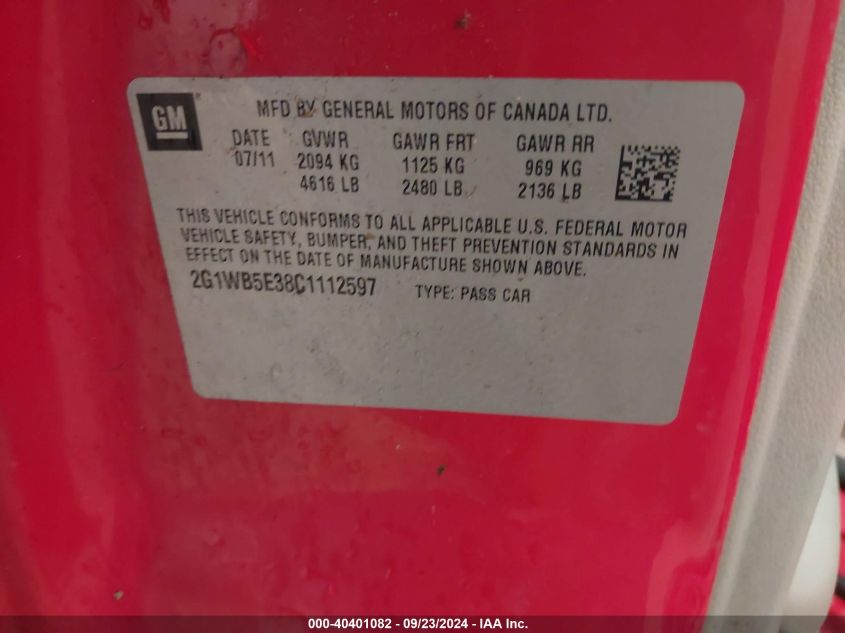 GM®
MFD BY GENERAL MOTORS OF CANADA LTD.
DATE GVWR GAWR FRT GAWR RR
07/11 2094 KG 1125 KG 969 KG
4616 LB 2480 LB 2136 LB
THIS VEHICLE CONFORMS TO ALL APPLICABLE U.S. FEDERAL MOTOR
VEHICLE SAFETY, BUMPER, AND THEFT PREVENTION STANDARDS IN
EFFECT ON THE DATE OF MANUFACTURE SHOWN ABOVE.
2G1WB5E38C1112597 TYPE: PASS CAR
000-40401082 - 09/23/2024 - IAA Inc.